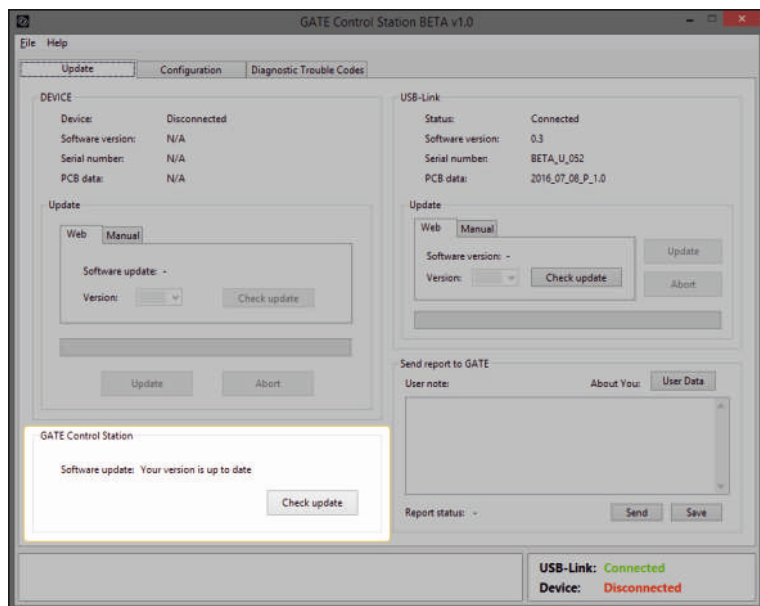 GATE Control Station BETA v1.0
File Help
Update Configuration Diagnostic Trouble Codes
DEVICE
Device: Disconnected
Software version: N/A
Serial number: N/A
PCB data: N/A
Update
Web Manual
Software update: -
Version:
Check update
Update Abort
USB-Link
Status: Connected
Software version: 0.3
Serial number: BETA_U_052
PCB data: 2016_07_08_P_1.0
Update
Web Manual
Software version: -
Version:
Check update
Update
Abort
GATE Control Station
Software update: Your version is up to date
Check update
Send report to GATE
User note: About You: User Data
Report status: - Send Save
USB-Link: Connected
Device: Disconnected